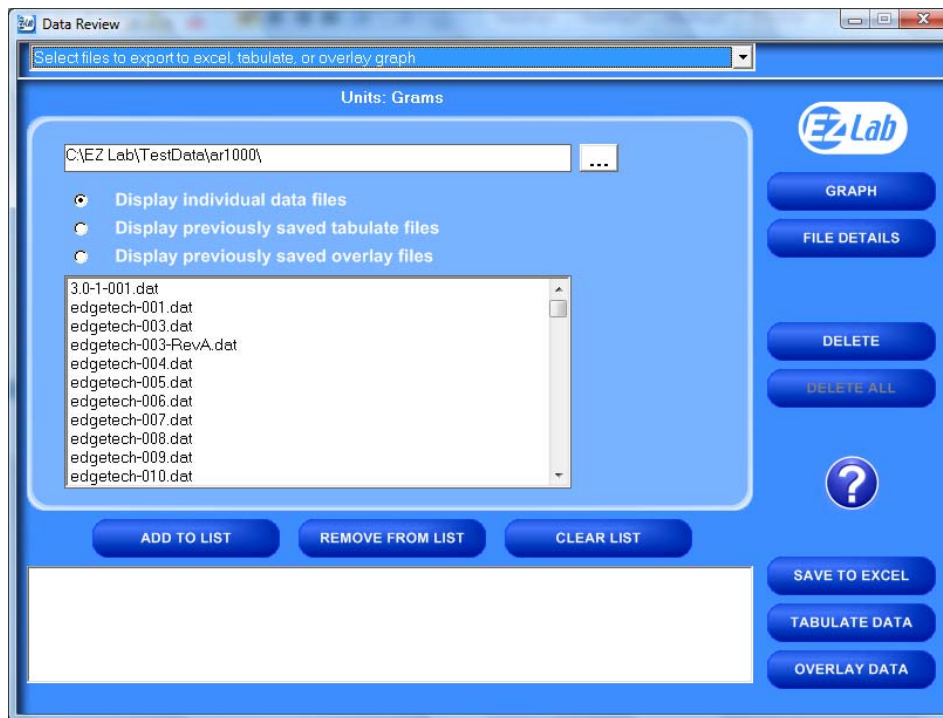 Data Review
Select files to export to excel, tabulate, or overlay graph
Units: Grams
EZ Lab
C:\EZ Lab\TestData\ar1000\
...
Display individual data files
Display previously saved tabulate files
Display previously saved overlay files
3.0-1-001.dat
edgetech-001.dat
edgetech-003.dat
edgetech-003-RevA.dat
edgetech-004.dat
edgetech-005.dat
edgetech-006.dat
edgetech-007.dat
edgetech-008.dat
edgetech-009.dat
edgetech-010.dat
GRAPH
FILE DETAILS
DELETE
DELETE ALL
?
ADD TO LIST
REMOVE FROM LIST
CLEAR LIST
SAVE TO EXCEL
TABULATE DATA
OVERLAY DATA